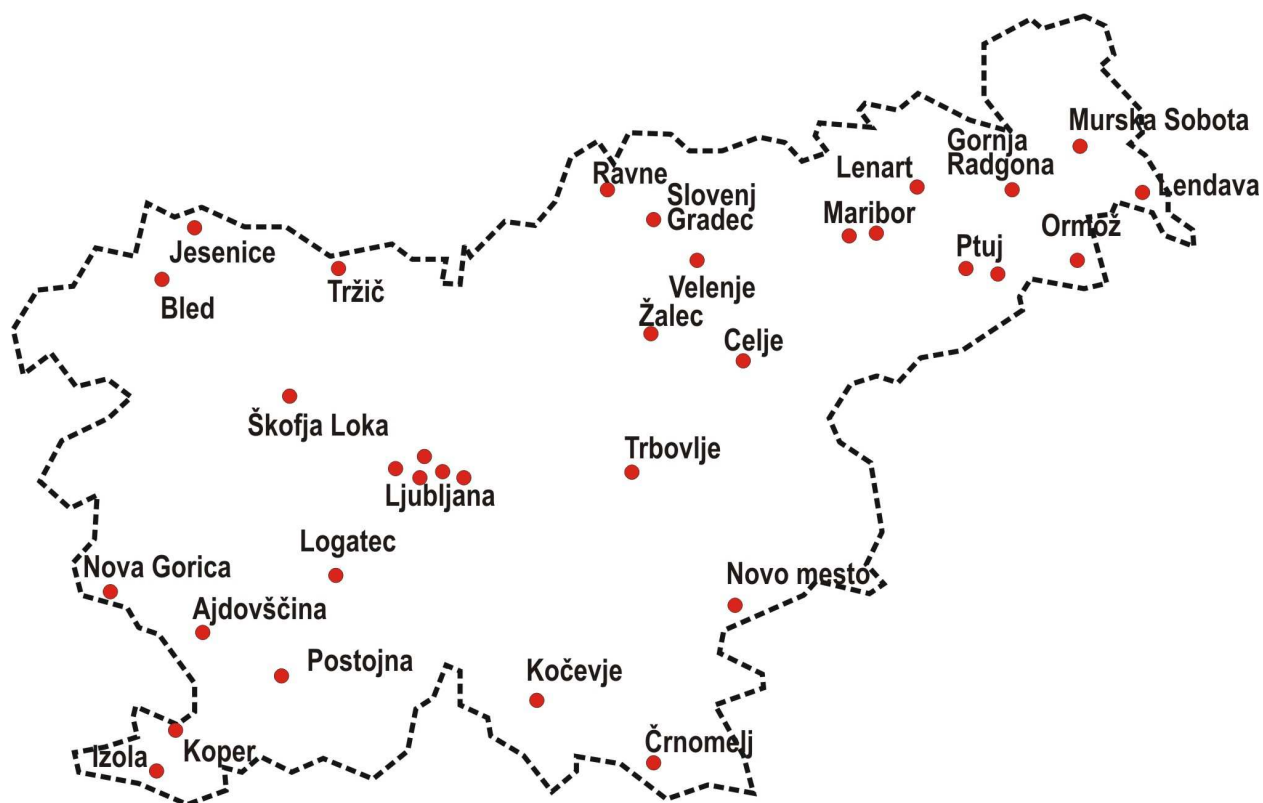 Murska Sobota
Gornja
Radgona
Lenart
Ravne
Slovenj
Gradec
Lendava
Maribor
Ormož
Jesenice
Ptuj
Tržič
Velenje
Bled
Žalec
Celje
Škofja Loka
Trbovlje
Ljubljana
Logatec
Nova Gorica
Novo mesto
Ajdovščina
Postojna
Kočevje
Črnomelj
Koper
Izola